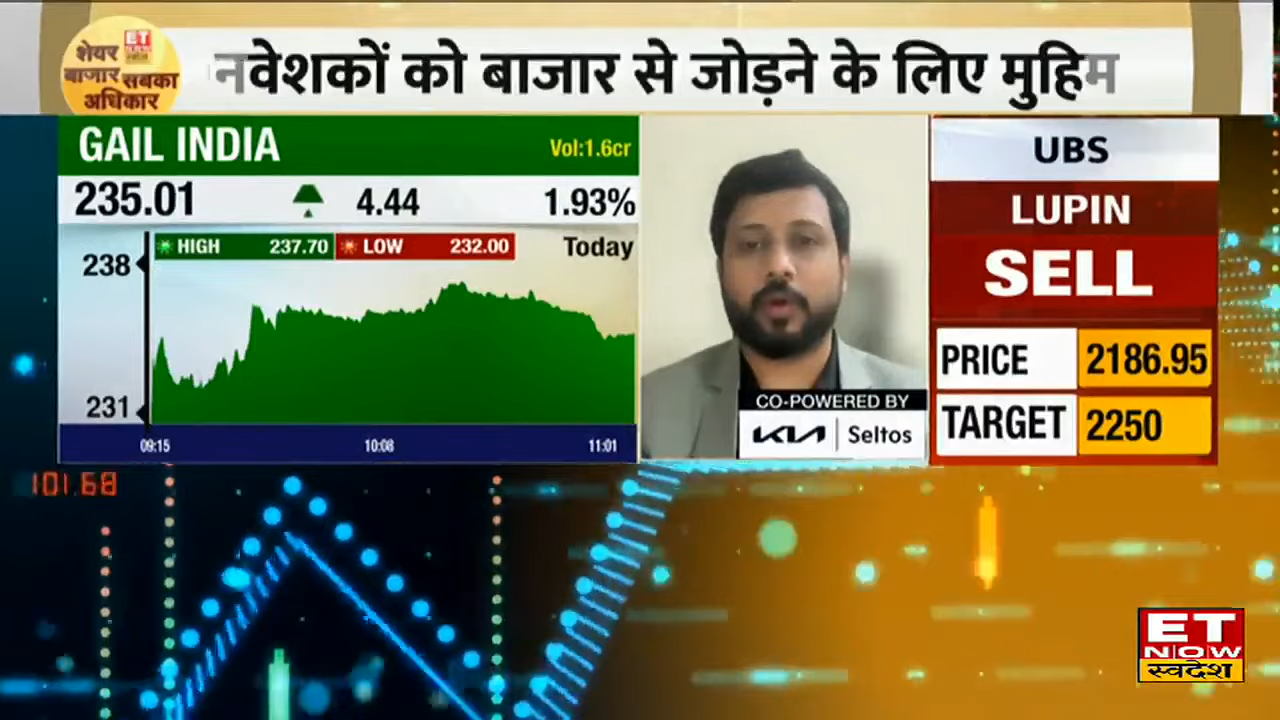 शेयर
बाजार सबका
अधिकार
ET
NOW
स्वदेश
नवेशकों को बाजार से जोड़ने के लिए मुहिम
GAIL INDIA
Vol:1.6cr
235.01 4.44 1.93%
HIGH 237.70 LOW 232.00 Today
238
231
09:15 10:08 11:01
CO-POWERED BY
KIA Seltos
UBS
LUPIN
SELL
PRICE 2186.95
TARGET 2250
101.68
ET
NOW
स्वदेश